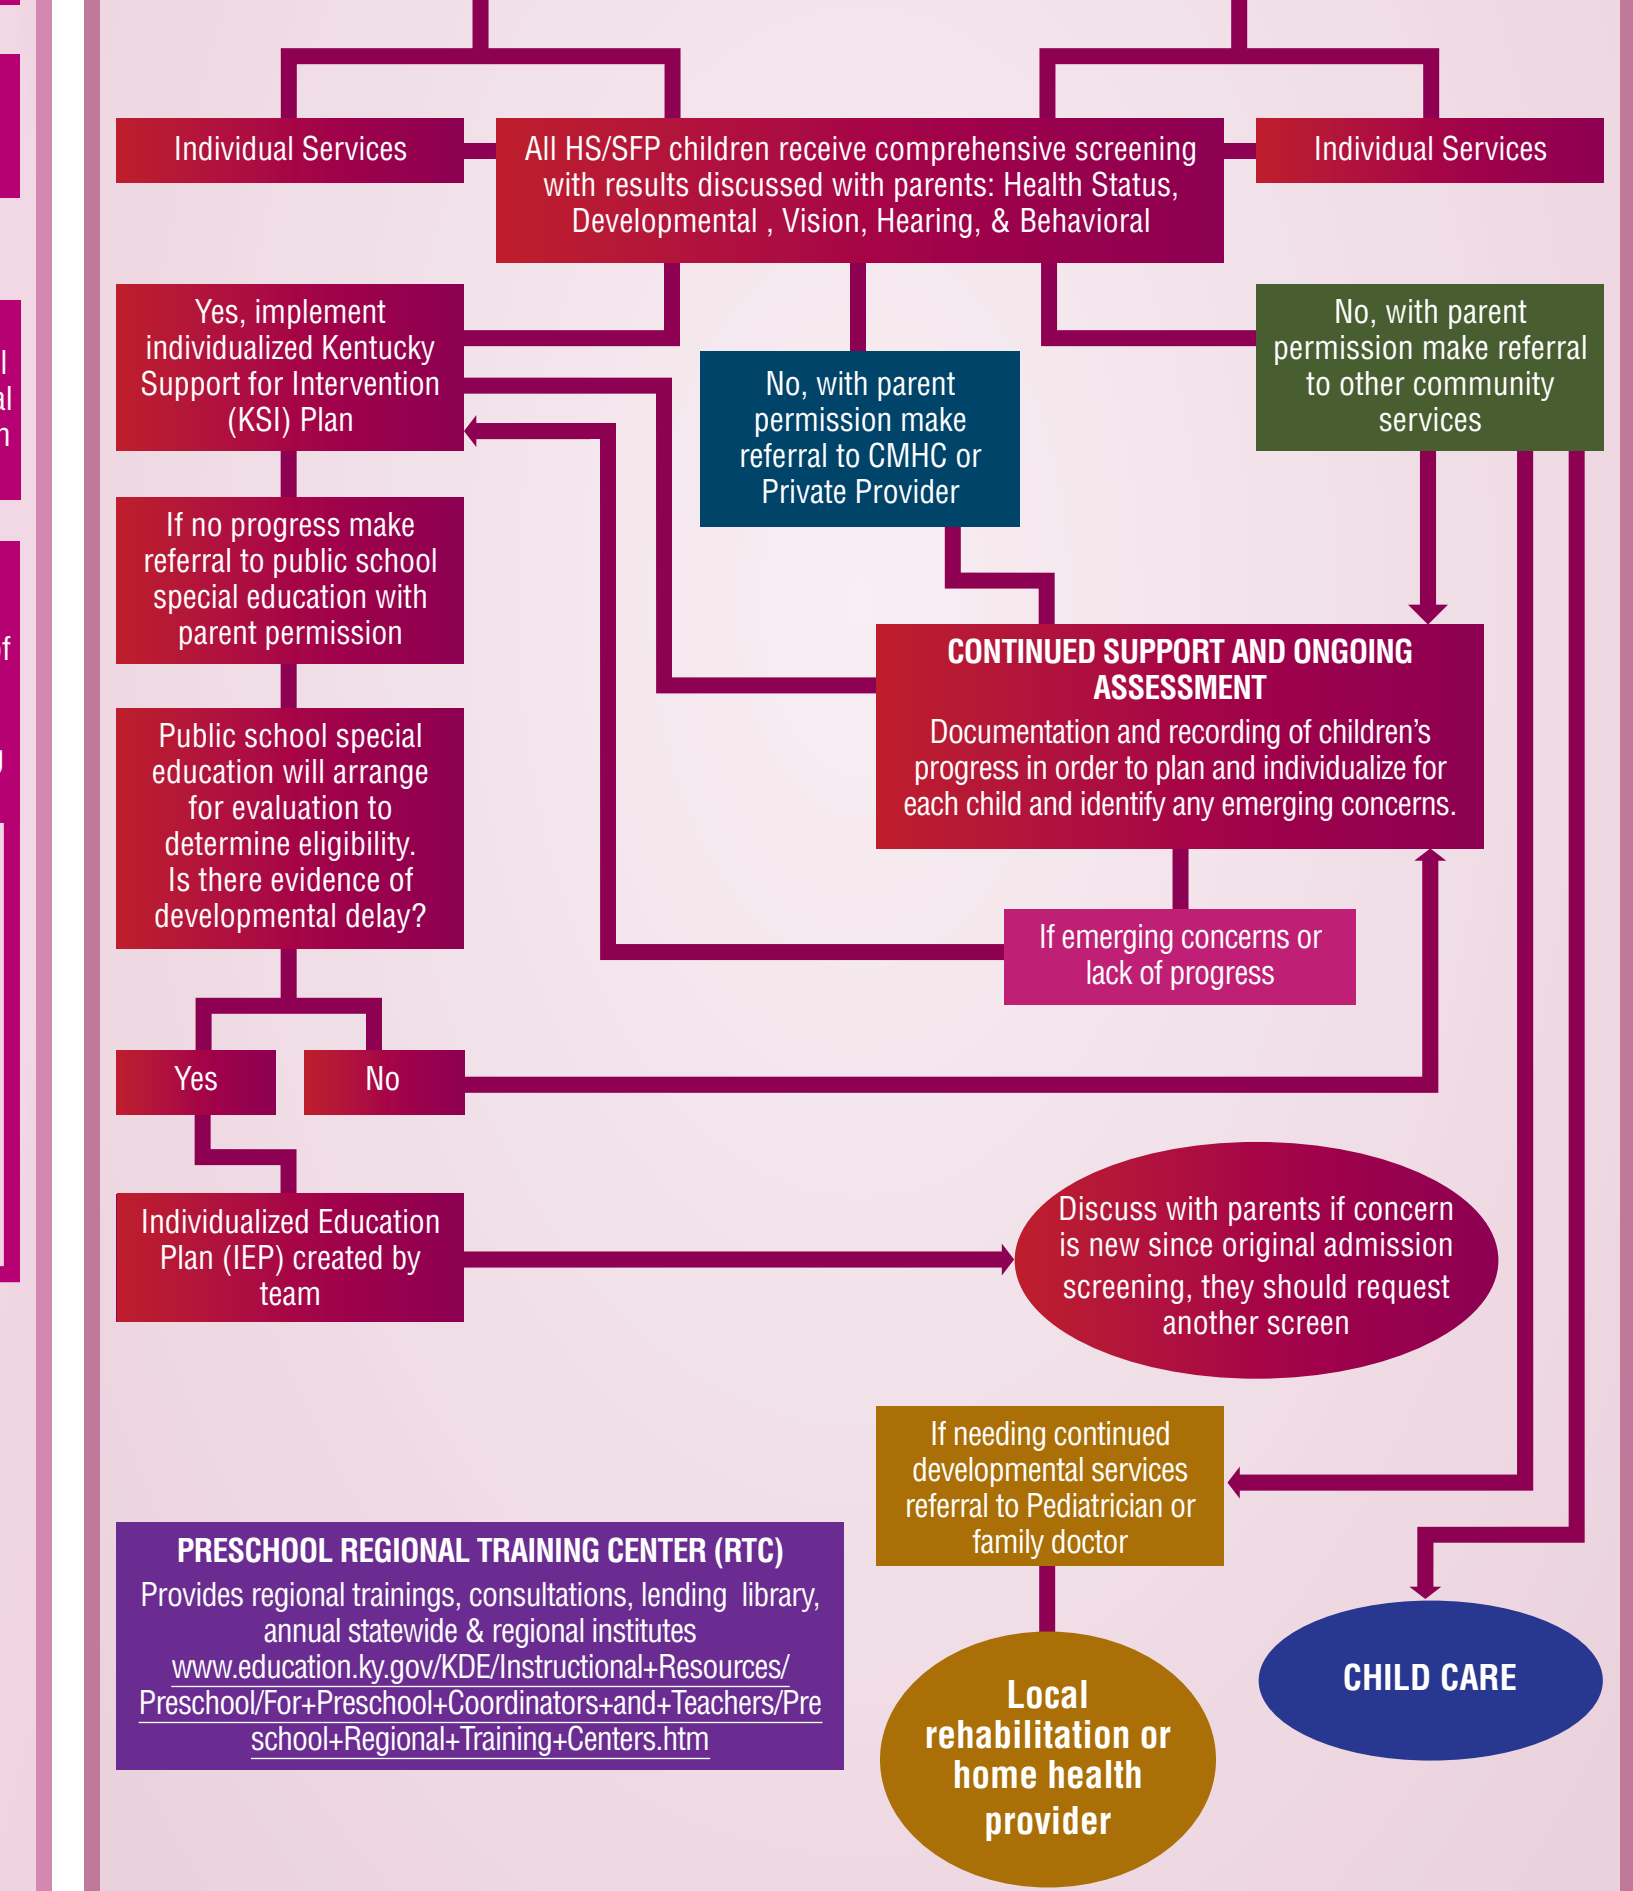 Individual Services
All HS/SFP children receive comprehensive screening
with results discussed with parents: Health Status,
Developmental , Vision, Hearing, & Behavioral
Individual Services
Yes, implement
individualized Kentucky
Support for Intervention
(KSI) Plan
No, with parent
permission make
referral to CMHC or
Private Provider
No, with parent
permission make referral
to other community
services
If no progress make
referral to public school
special education with
parent permission
CONTINUED SUPPORT AND ONGOING
ASSESSMENT
Documentation and recording of children’s
progress in order to plan and individualize for
each child and identify any emerging concerns.
Public school special
education will arrange
for evaluation to
determine eligibility.
Is there evidence of
developmental delay?
If emerging concerns or
lack of progress
Yes
No
Individualized Education
Plan (IEP) created by
team
Discuss with parents if concern
is new since original admission
screening, they should request
another screen
If needing continued
developmental services
referral to Pediatrician or
family doctor
PRESCHOOL REGIONAL TRAINING CENTER (RTC)
Provides regional trainings, consultations, lending  library,
annual statewide & regional institutes
www.education.ky.gov/KDE/Instructional+Resources/
Preschool/For+Preschool+Coordinators+and+Teachers/Pre
school+Regional+Training+Centers.htm
Local
rehabilitation or
home health
provider
CHILD CARE